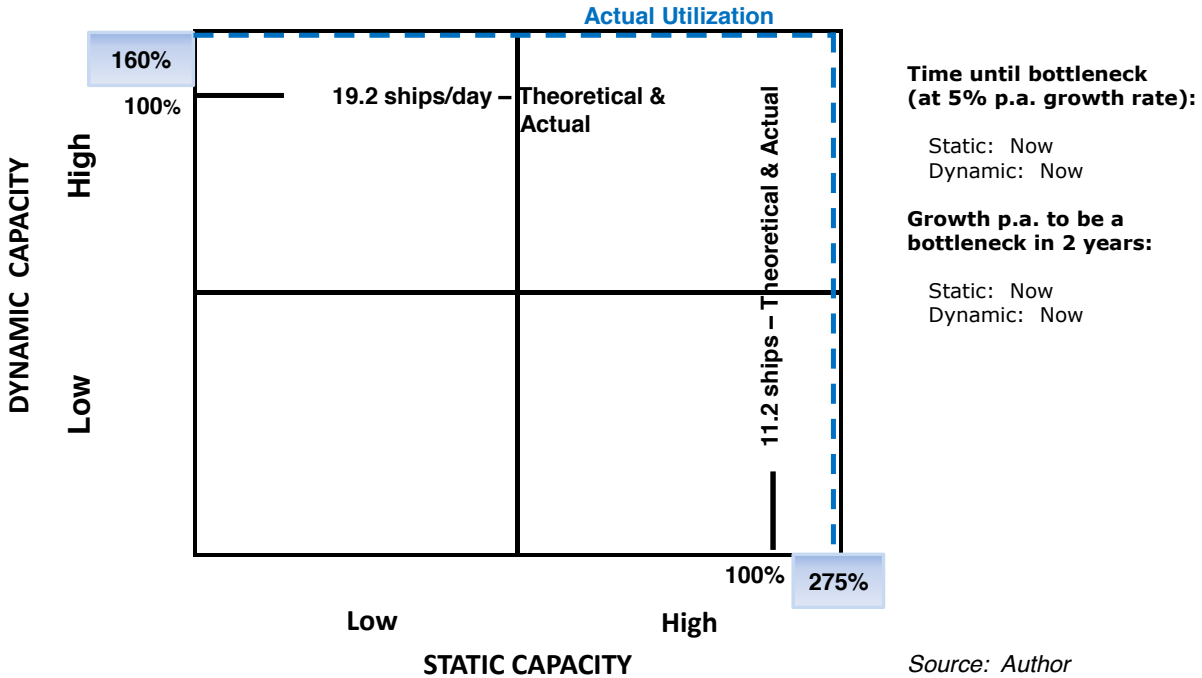 Actual Utilization
160%
100%
19.2 ships/day – Theoretical &
Actual
11.2 ships – Theoretical & Actual
DYNAMIC CAPACITY
High
Low
100%
275%
Low
High
STATIC CAPACITY
Time until bottleneck
(at 5% p.a. growth rate):
Static: Now
Dynamic: Now
Growth p.a. to be a
bottleneck in 2 years:
Static: Now
Dynamic: Now
Source: Author